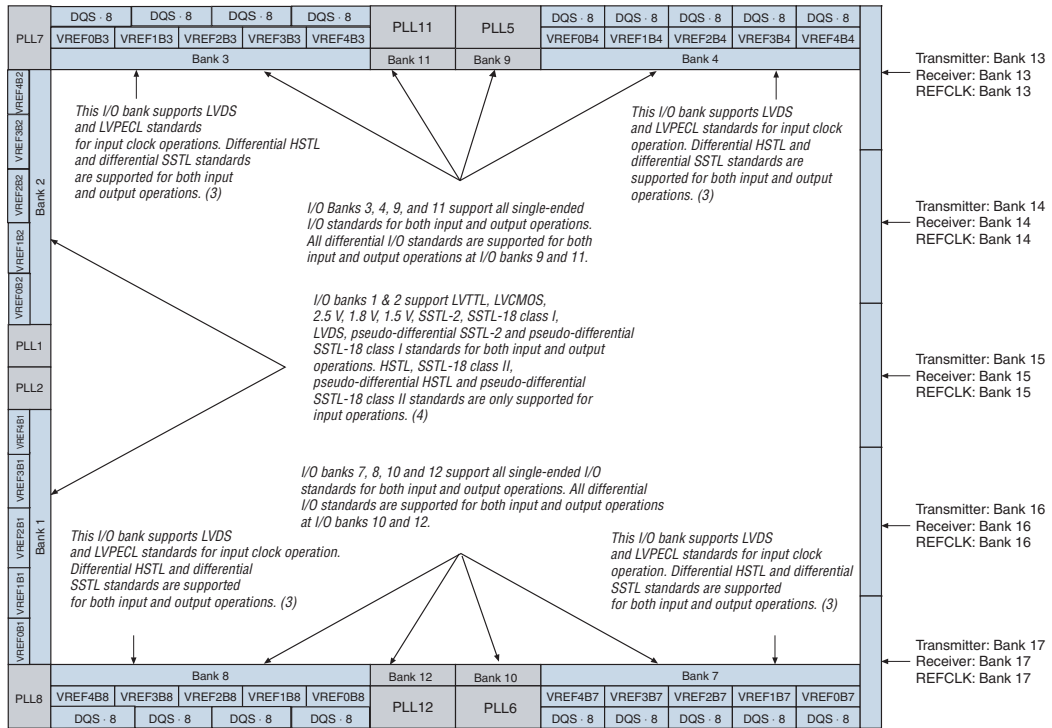 DQS · 8 DQS · 8 DQS · 8 DQS · 8
PLL7 VREF0B3 VREF1B3 VREF2B3 VREF3B3 VREF4B3
Bank 3
PLL11 PLL5
Bank 11 Bank 9
DQS · 8 DQS · 8 DQS · 8 DQS · 8
VREF0B4 VREF1B4 VREF2B4 VREF3B4 VREF4B4
Bank 4
VREF4B2
VREF3B2
VREF2B2
VREF1B2
VREF0B2
Bank 2
This I/O bank supports LVDS
and LVPECL standards
for input clock operations. Differential HSTL
and differential SSTL standards
are supported for both input
and output operations. (3)
This I/O bank supports LVDS
and LVPECL standards for input clock
operation. Differential HSTL and
differential SSTL standards are
supported for both input and output
operations. (3)
I/O Banks 3, 4, 9, and 11 support all single-ended
I/O standards for both input and output operations.
All differential I/O standards are supported for both
input and output operations at I/O banks 9 and 11.
I/O banks 1 & 2 support LVTTL, LVCMOS,
2.5 V, 1.8 V, 1.5 V, SSTL-2, SSTL-18 class I,
LVDS, pseudo-differential SSTL-2 and pseudo-differential
SSTL-18 class I standards for both input and output
operations. HSTL, SSTL-18 class II,
pseudo-differential HSTL and pseudo-differential
SSTL-18 class II standards are only supported for
input operations. (4)
PLL1
PLL2
VREF4B1
VREF3B1
VREF2B1
VREF1B1
VREF0B1
Bank 1
I/O banks 7, 8, 10 and 12 support all single-ended I/O
standards for both input and output operations. All differential
I/O standards are supported for both input and output operations
at I/O banks 10 and 12.
This I/O bank supports LVDS
and LVPECL standards for input clock operation.
Differential HSTL and differential
SSTL standards are supported
for both input and output operations. (3)
This I/O bank supports LVDS
and LVPECL standards for input clock
operation. Differential HSTL and differential
SSTL standards are supported
for both input and output operations. (3)
Transmitter: Bank 13
Receiver: Bank 13
REFCLK: Bank 13
Transmitter: Bank 14
Receiver: Bank 14
REFCLK: Bank 14
Transmitter: Bank 15
Receiver: Bank 15
REFCLK: Bank 15
Transmitter: Bank 16
Receiver: Bank 16
REFCLK: Bank 16
Transmitter: Bank 17
Receiver: Bank 17
REFCLK: Bank 17
PLL8
Bank 8
VREF4B8 VREF3B8 VREF2B8 VREF1B8 VREF0B8
DQS · 8 DQS · 8 DQS · 8 DQS · 8
Bank 12 Bank 10
PLL12 PLL6
Bank 7
VREF4B7 VREF3B7 VREF2B7 VREF1B7 VREF0B7
DQS · 8 DQS · 8 DQS · 8 DQS · 8